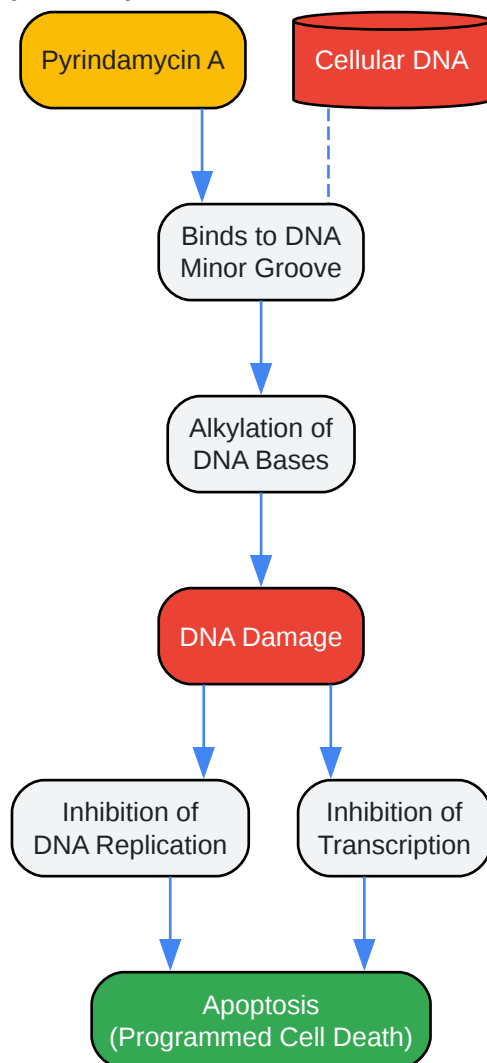 Pyrindamycin A
Cellular DNA
Binds to DNA
Minor Groove
Alkylation of
DNA Bases
DNA Damage
Inhibition of
DNA Replication
Inhibition of
Transcription
Apoptosis
(Programmed Cell Death)